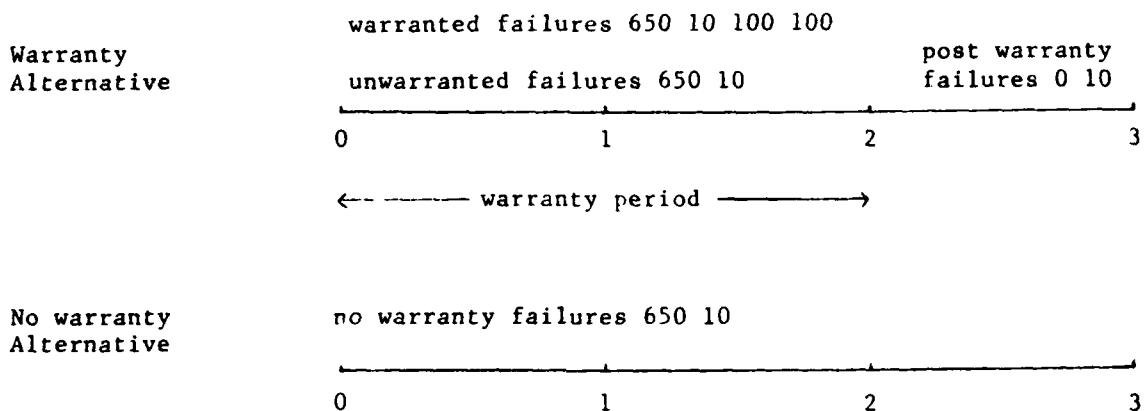 warranted failures 650 10 100 100
Warranty
Alternative
unwarranted failures 650 10
post warranty
failures 0 10
0 1 2 3
warranty period
No warranty
Alternative
no warranty failures 650 10
0 1 2 3